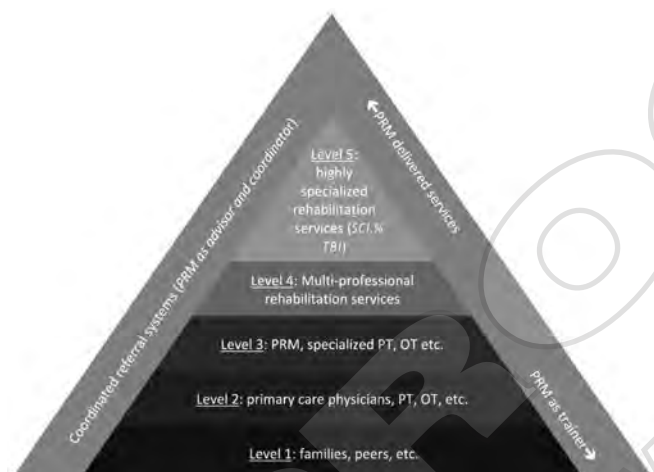 Level 5:
highly
specialized
rehabilitation
services (SCI.%
TBI)
Level 4: Multi-professional
rehabilitation services
Level 3: PRM, specialized PT, OT etc.
Level 2: primary care physicians, PT, OT, etc.
Level 1: families, peers, etc.
Coordinated referral systems (PRM as advisor and coordinator)
PRM delivered services
PRM as trainer